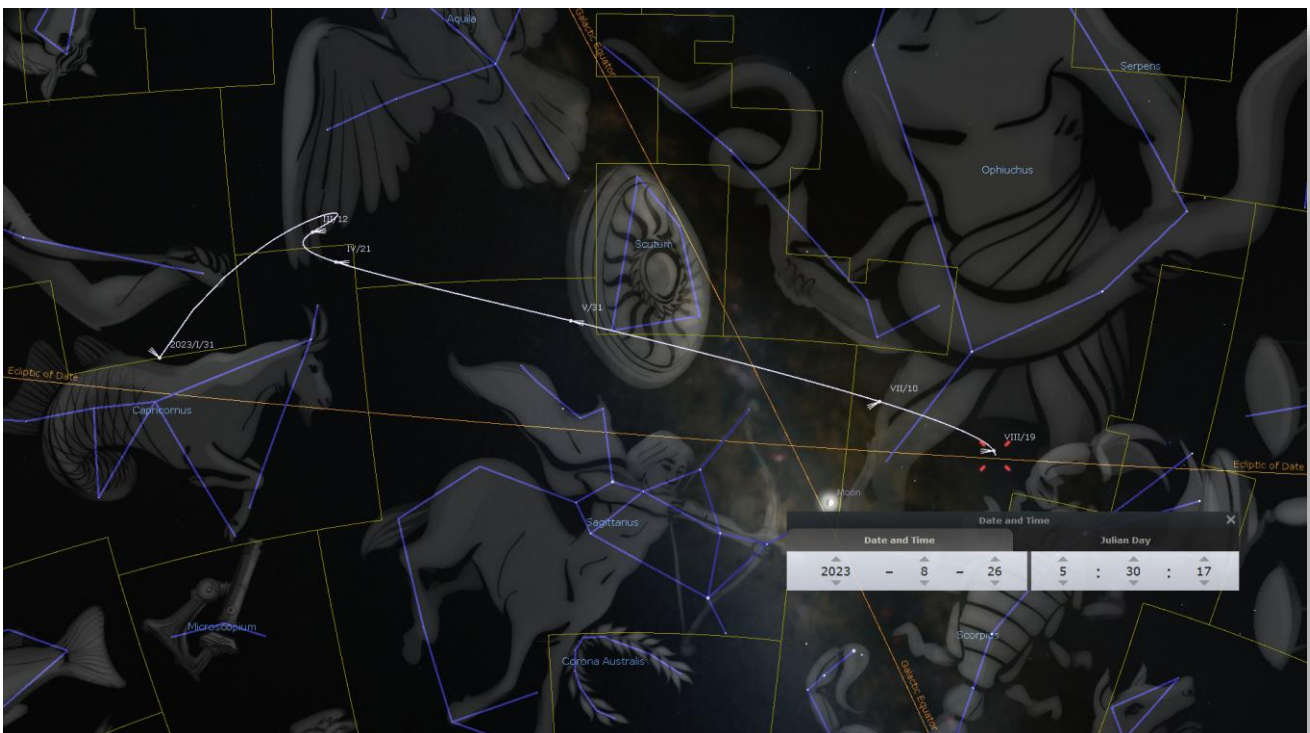 Aquila
Galactic Equator
Serpens
Ophiuchus
III/12
IV/21
Scutum
V/31
2023/I/31
Ecliptic of Date
Capricornus
VII/10
VIII/19
Ecliptic of Date
Moon
Sagittarius
Date and Time
Date and Time Julian Day
2023 - 8 - 26 5 : 30 : 17
Microscopium
Scorpius
Corona Australis
Galactic Equator